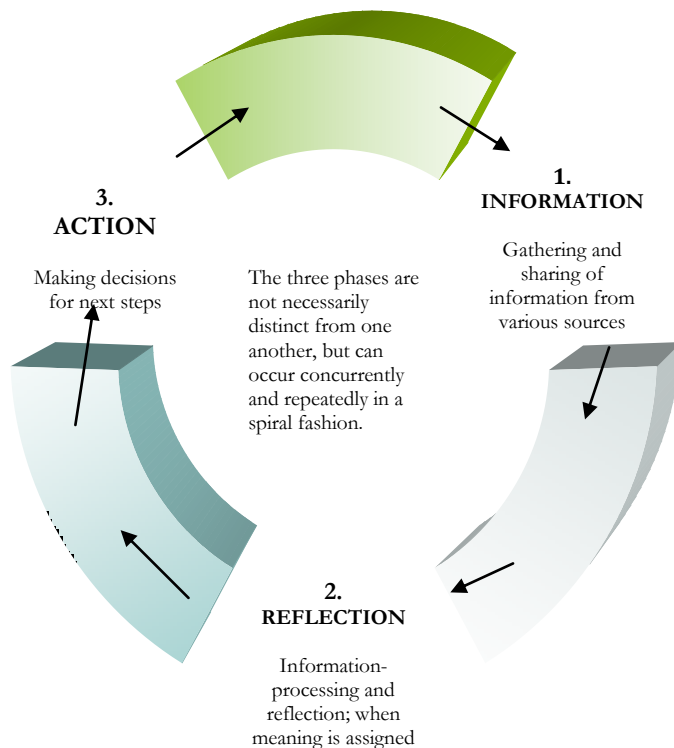 1.
INFORMATION
Gathering and
sharing of
information from
various sources
2.
REFLECTION
Information-
processing and
reflection; when
meaning is assigned
3.
ACTION
Making decisions
for next steps
The three phases are
not necessarily
distinct from one
another, but can
occur concurrently
and repeatedly in a
spiral fashion.